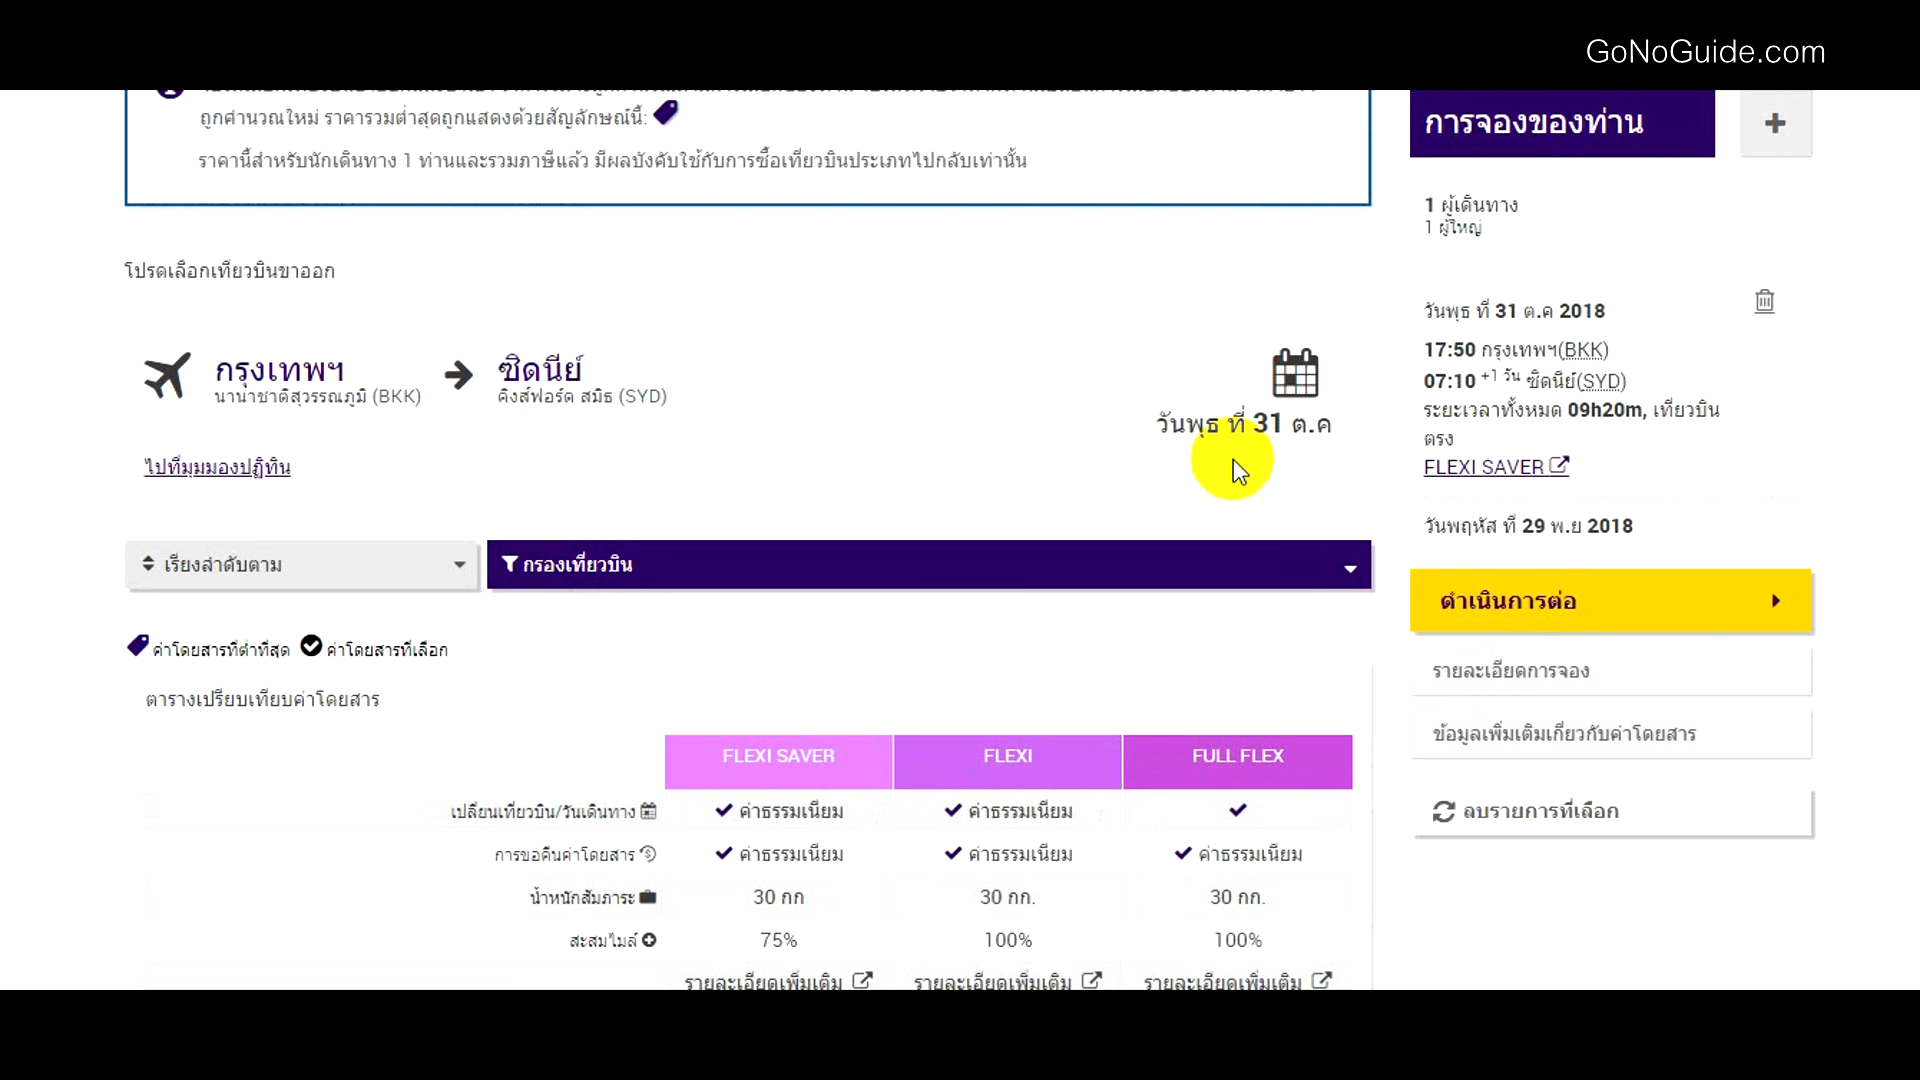 GoNoGuide.com
ถูกคำนวณใหม่ ราคารวมต่ำสุดถูกแสดงด้วยสัญลักษณ์นี้:
ราคานี้สำหรับนักเดินทาง 1 ท่านและรวมภาษีแล้ว มีผลบังคับใช้กับการซื้อเที่ยวบินประเภทไปกลับเท่านั้น
โปรดเลือกเที่ยวบินขาออก
กรุงเทพฯ
นานาชาติสุวรรณภูมิ (BKK)
ซิดนีย์
คิงส์ฟอร์ด สมิธ (SYD)
วันพุธ ที่ 31 ต.ค
ไปที่มุมมองปฏิทิน
เรียงลำดับตาม
กรองเที่ยวบิน
ค่าโดยสารที่ต่ำที่สุด ค่าโดยสารที่เลือก
ตารางเปรียบเทียบค่าโดยสาร
FLEXI SAVER FLEXI FULL FLEX
เปลี่ยนเที่ยวบิน/วันเดินทาง ค่าธรรมเนียม ค่าธรรมเนียม
การขอคืนค่าโดยสาร ค่าธรรมเนียม ค่าธรรมเนียม ค่าธรรมเนียม
น้ำหนักสัมภาระ 30 กก 30 กก. 30 กก.
สะสมไมล์ 75% 100% 100%
รายละเอียดเพิ่มเติม รายละเอียดเพิ่มเติม รายละเอียดเพิ่มเติม
การจองของท่าน
1 ผู้เดินทาง
1 ผู้ใหญ่
วันพุธ ที่ 31 ต.ค 2018
17:50 กรุงเทพฯ(BKK)
07:10 +1 วัน ซิดนีย์(SYD)
ระยะเวลาทั้งหมด 09h20m, เที่ยวบิน
ตรง
FLEXI SAVER
วันพฤหัส ที่ 29 พ.ย 2018
ดำเนินการต่อ
รายละเอียดการจอง
ข้อมูลเพิ่มเติมเกี่ยวกับค่าโดยสาร
ลบรายการที่เลือก